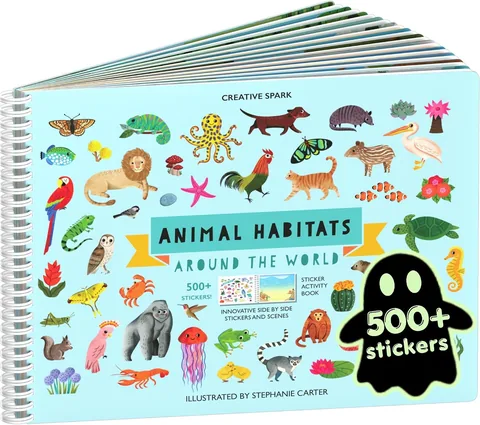 CREATIVE SPARK
ANIMAL HABITATS
AROUND THE WORLD
500+
STICKERS!
STICKER
ACTIVITY
BOOK
INNOVATIVE SIDE BY SIDE
STICKERS AND SCENES
500+
stickers
ILLUSTRATED BY STEPHANIE CARTER